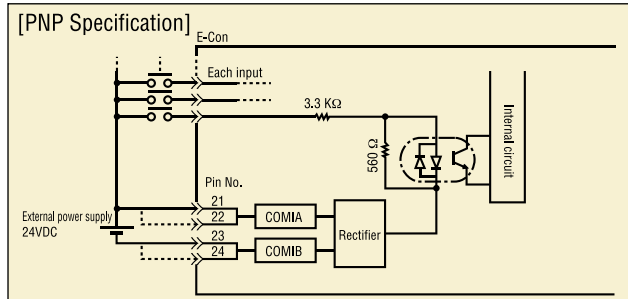 [PNP Specification]
E-Con
Each input
3.3 KΩ
560 Ω
Internal circuit
Pin No.
21
22
COMIA
External power supply
24VDC
23
24
COMIB
Rectifier